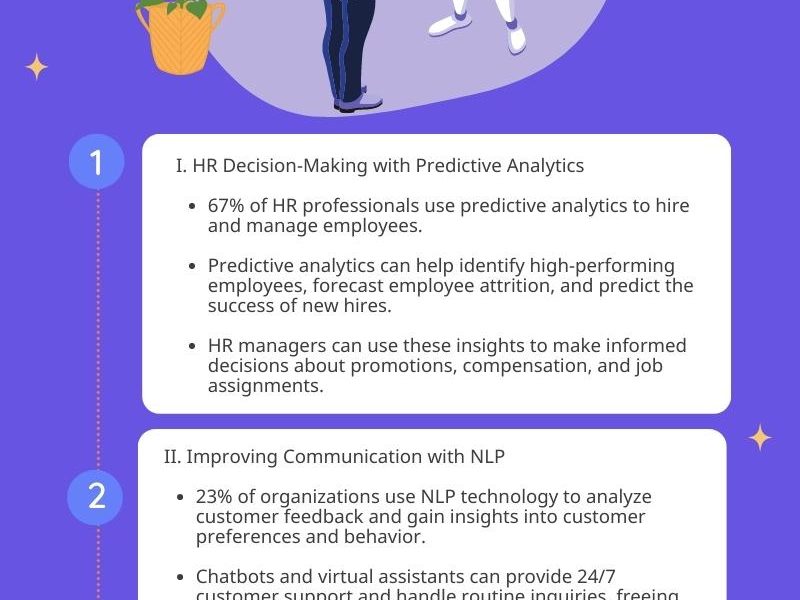 1
I. HR Decision-Making with Predictive Analytics
• 67% of HR professionals use predictive analytics to hire
and manage employees.
• Predictive analytics can help identify high-performing
employees, forecast employee attrition, and predict the
success of new hires.
• HR managers can use these insights to make informed
decisions about promotions, compensation, and job
assignments.
2
II. Improving Communication with NLP
• 23% of organizations use NLP technology to analyze
customer feedback and gain insights into customer
preferences and behavior.
• Chatbots and virtual assistants can provide 24/7
customer support and handle routine inquiries, freeing